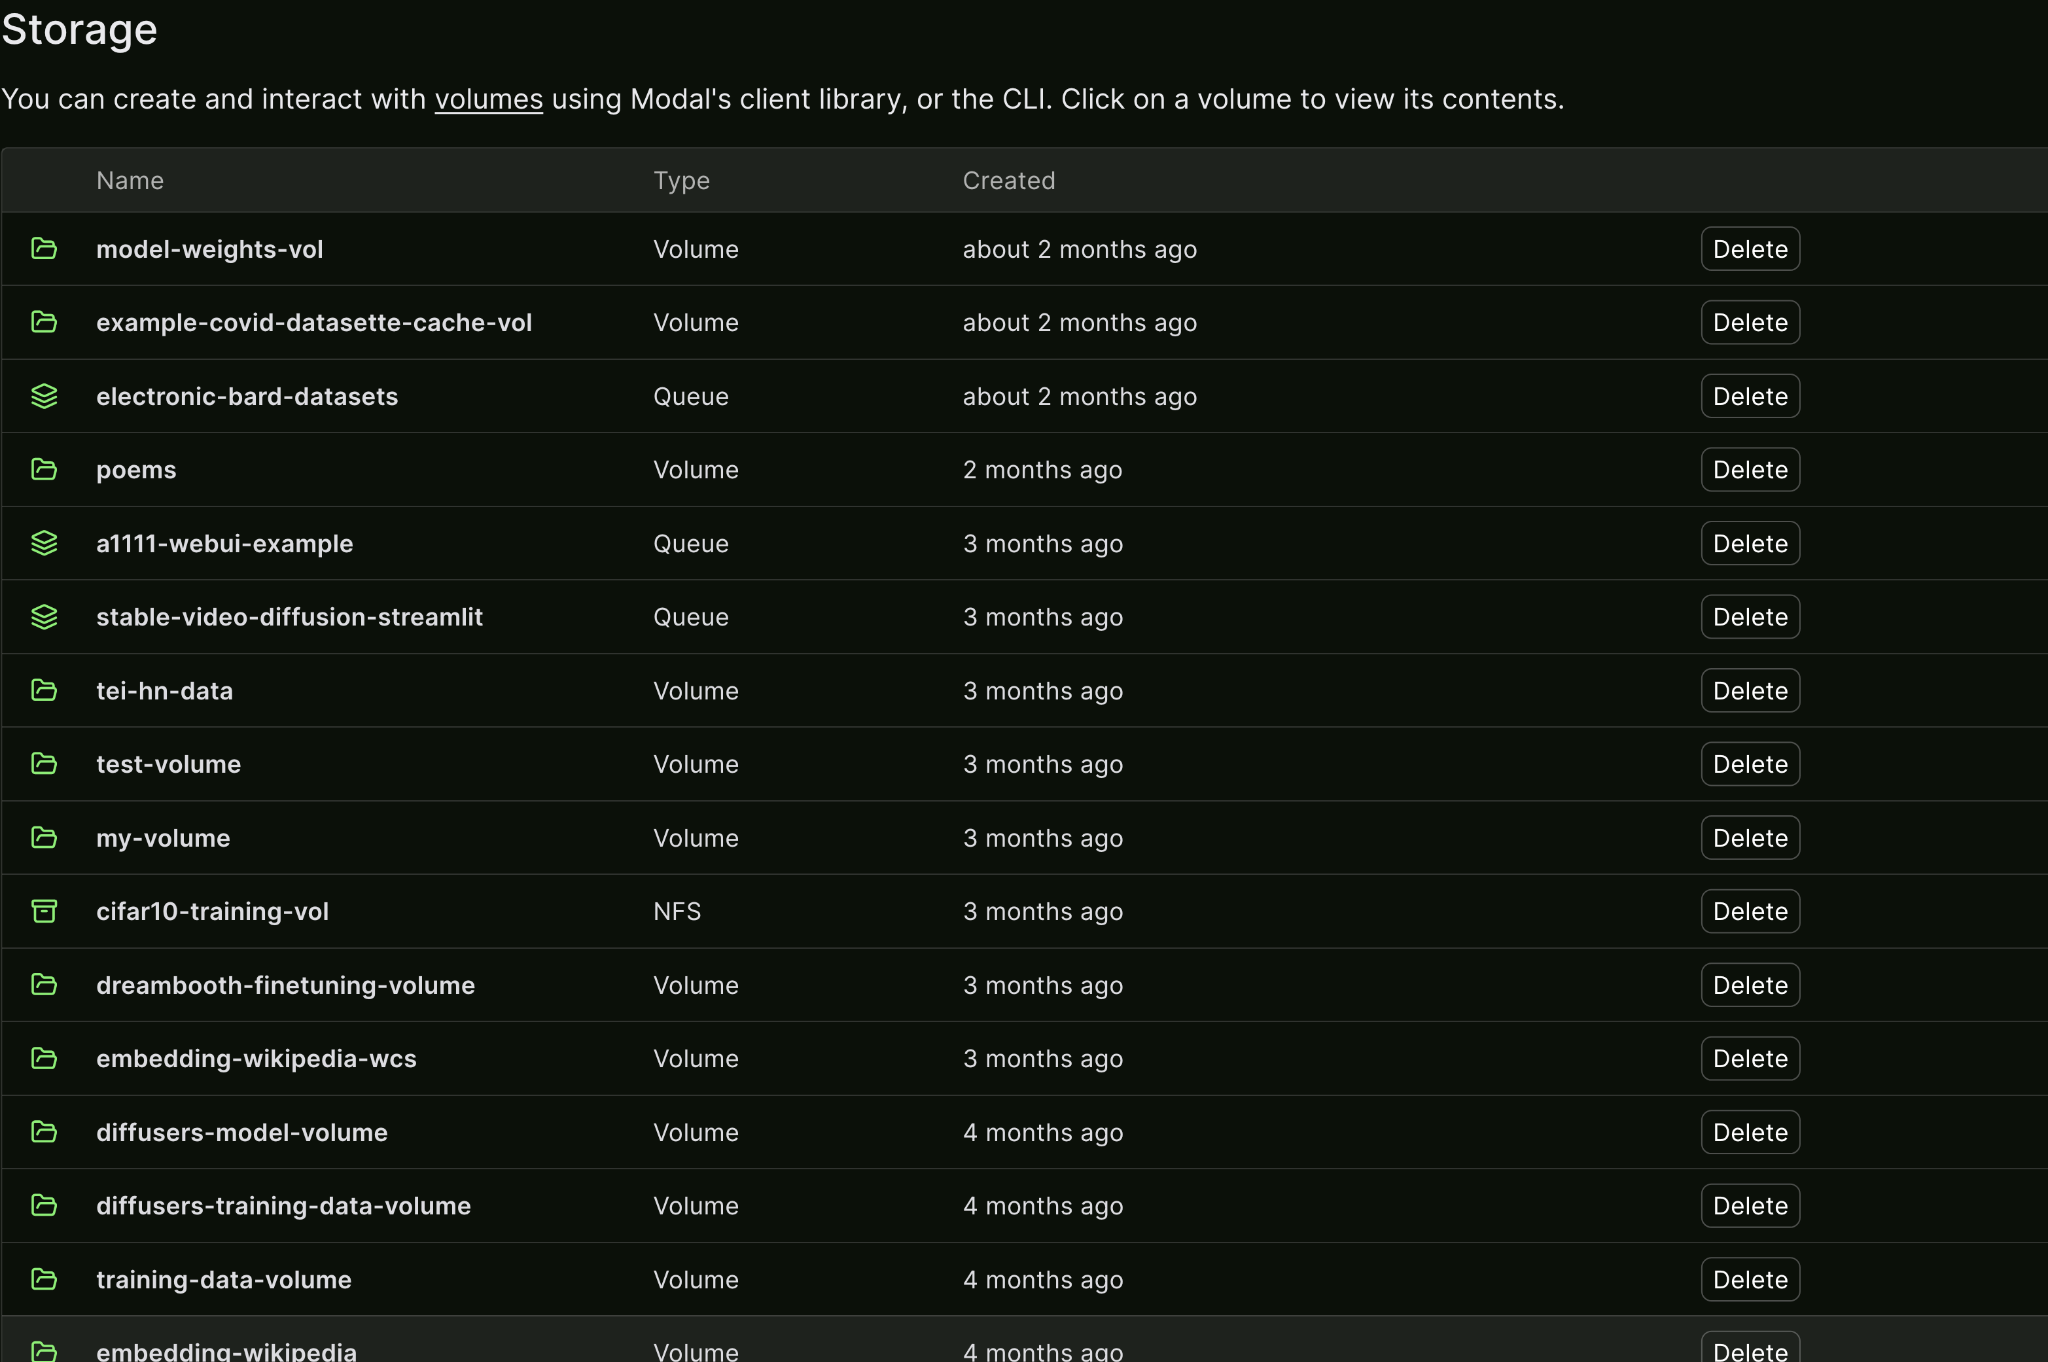 Storage
You can create and interact with volumes using Modal's client library, or the CLI. Click on a volume to view its contents.
Name Type Created
model-weights-vol Volume about 2 months ago Delete
example-covid-datasette-cache-vol Volume about 2 months ago Delete
electronic-bard-datasets Queue about 2 months ago Delete
poems Volume 2 months ago Delete
a1111-webui-example Queue 3 months ago Delete
stable-video-diffusion-streamlit Queue 3 months ago Delete
tei-hn-data Volume 3 months ago Delete
test-volume Volume 3 months ago Delete
my-volume Volume 3 months ago Delete
cifar10-training-vol NFS 3 months ago Delete
dreambooth-finetuning-volume Volume 3 months ago Delete
embedding-wikipedia-wcs Volume 3 months ago Delete
diffusers-model-volume Volume 4 months ago Delete
diffusers-training-data-volume Volume 4 months ago Delete
training-data-volume Volume 4 months ago Delete
embedding-wikipedia Volume 4 months ago Delete